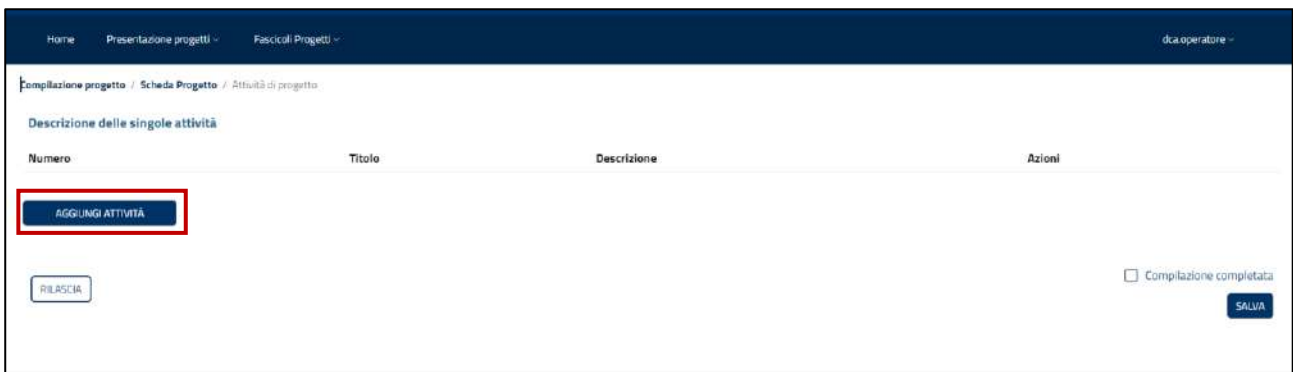 Home Presentazione progetti Fascicoli Progetti dca.operatore
Compilazione progetto / Scheda Progetto / Attività di progetto
Descrizione delle singole attività
Numero Titolo Descrizione Azioni
AGGIUNGI ATTIVITÀ
Compilazione completata
RILASCIA
SALVA